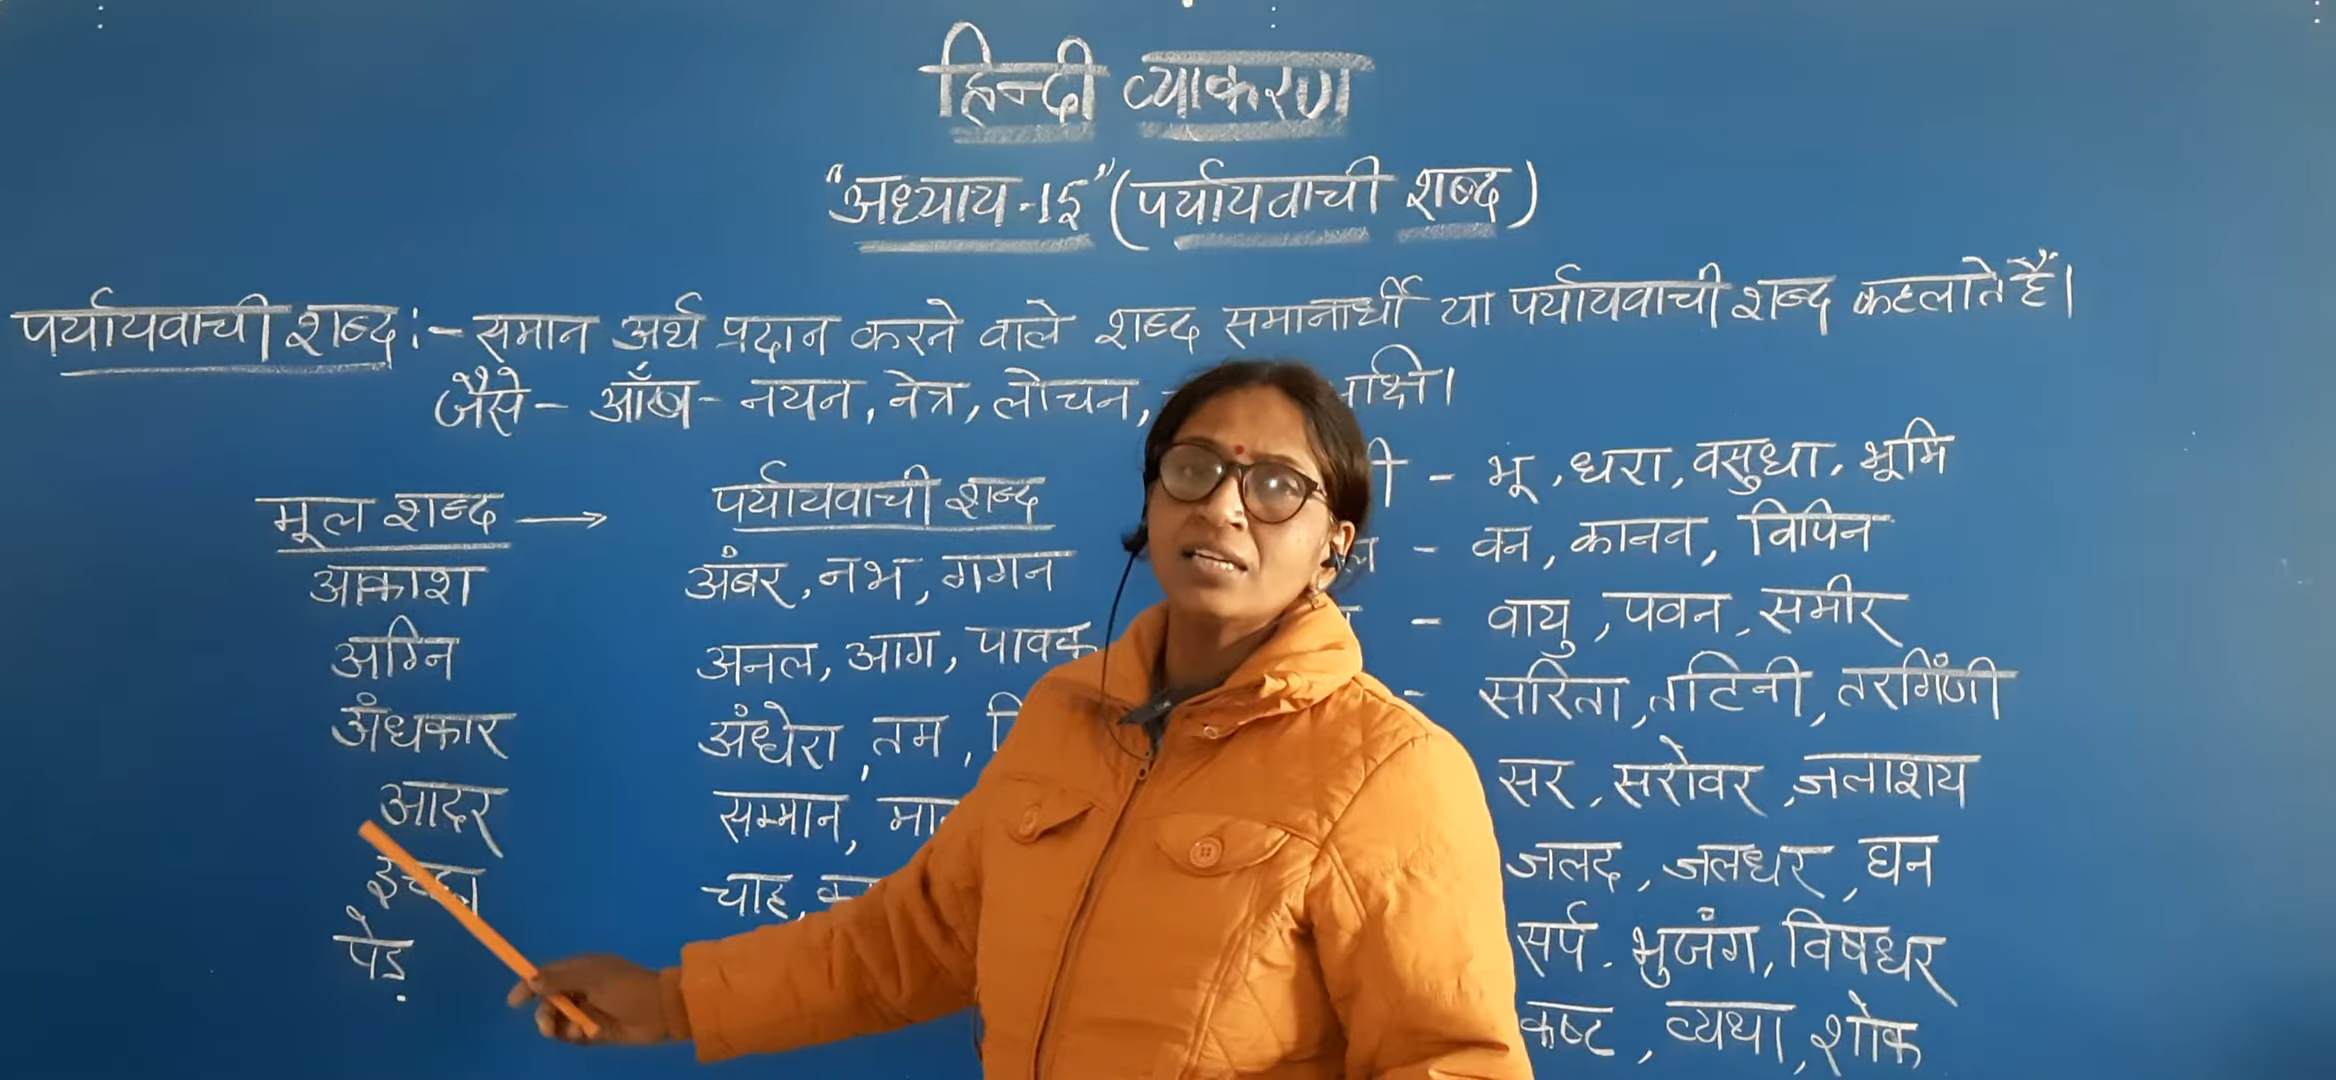 हिन्दी व्याकरण
"अध्याय-15" (पर्यायवाची शब्द)
पर्यायवाची शब्द :- समान अर्थ प्रदान करने वाले शब्द समानार्थी या पर्यायवाची शब्द कहलाते हैं।
जैसे - आँख - नयन, नेत्र, लोचन,
मूल शब्द → पर्यायवाची शब्द
आकाश अंबर, नभ, गगन
अग्नि अनल, आग, पावक
अंधकार अंधेरा, तम,
आदर सम्मान,
इच्छा चाह,
पेड़
- भू, धरा, वसुधा, भूमि
- वन, कानन, विपिन
- वायु, पवन, समीर
- सरिता, तटिनी, तरगिंणी
सर, सरोवर, जलाशय
जलद, जलधर, घन
सर्प, भुजंग, विषधर
कष्ट, व्यथा, शोक